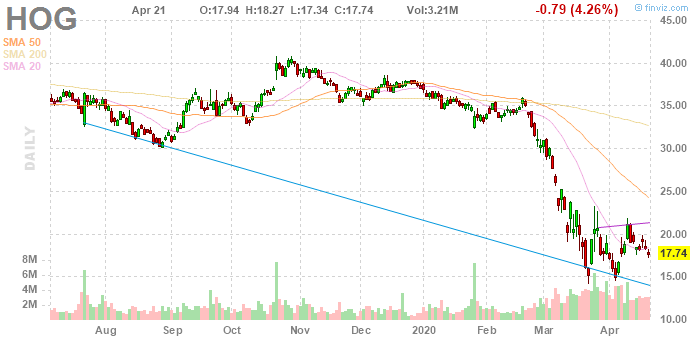 HOG Apr 21 O:17.94 H:18.27 L:17.34 C:17.74 Vol:3.21M -0.79 (4.26%) © finviz.com
SMA 50
SMA 200
SMA 20
DAILY
45.00
40.00
35.00
30.00
25.00
20.00
17.74
15.00
10.00
8M
6M
4M
2M
Aug Sep Oct Nov Dec 2020 Feb Mar Apr